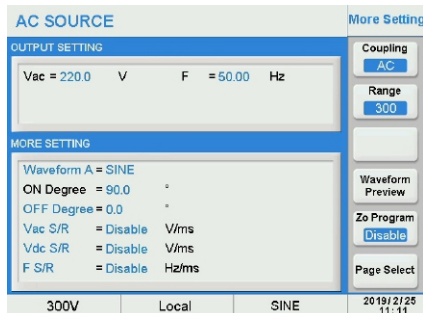 AC SOURCE
More Setting
OUTPUT SETTING
Vac = 220.0 V F = 50.00 Hz
MORE SETTING
Waveform A = SINE
ON Degree = 90.0 °
OFF Degree = 0.0 °
Vac S/R = Disable V/ms
Vdc S/R = Disable V/ms
F S/R = Disable Hz/ms
Coupling
AC
Range
300
Waveform
Preview
Zo Program
Disable
Page Select
300V Local SINE
2019/2/25
11:11